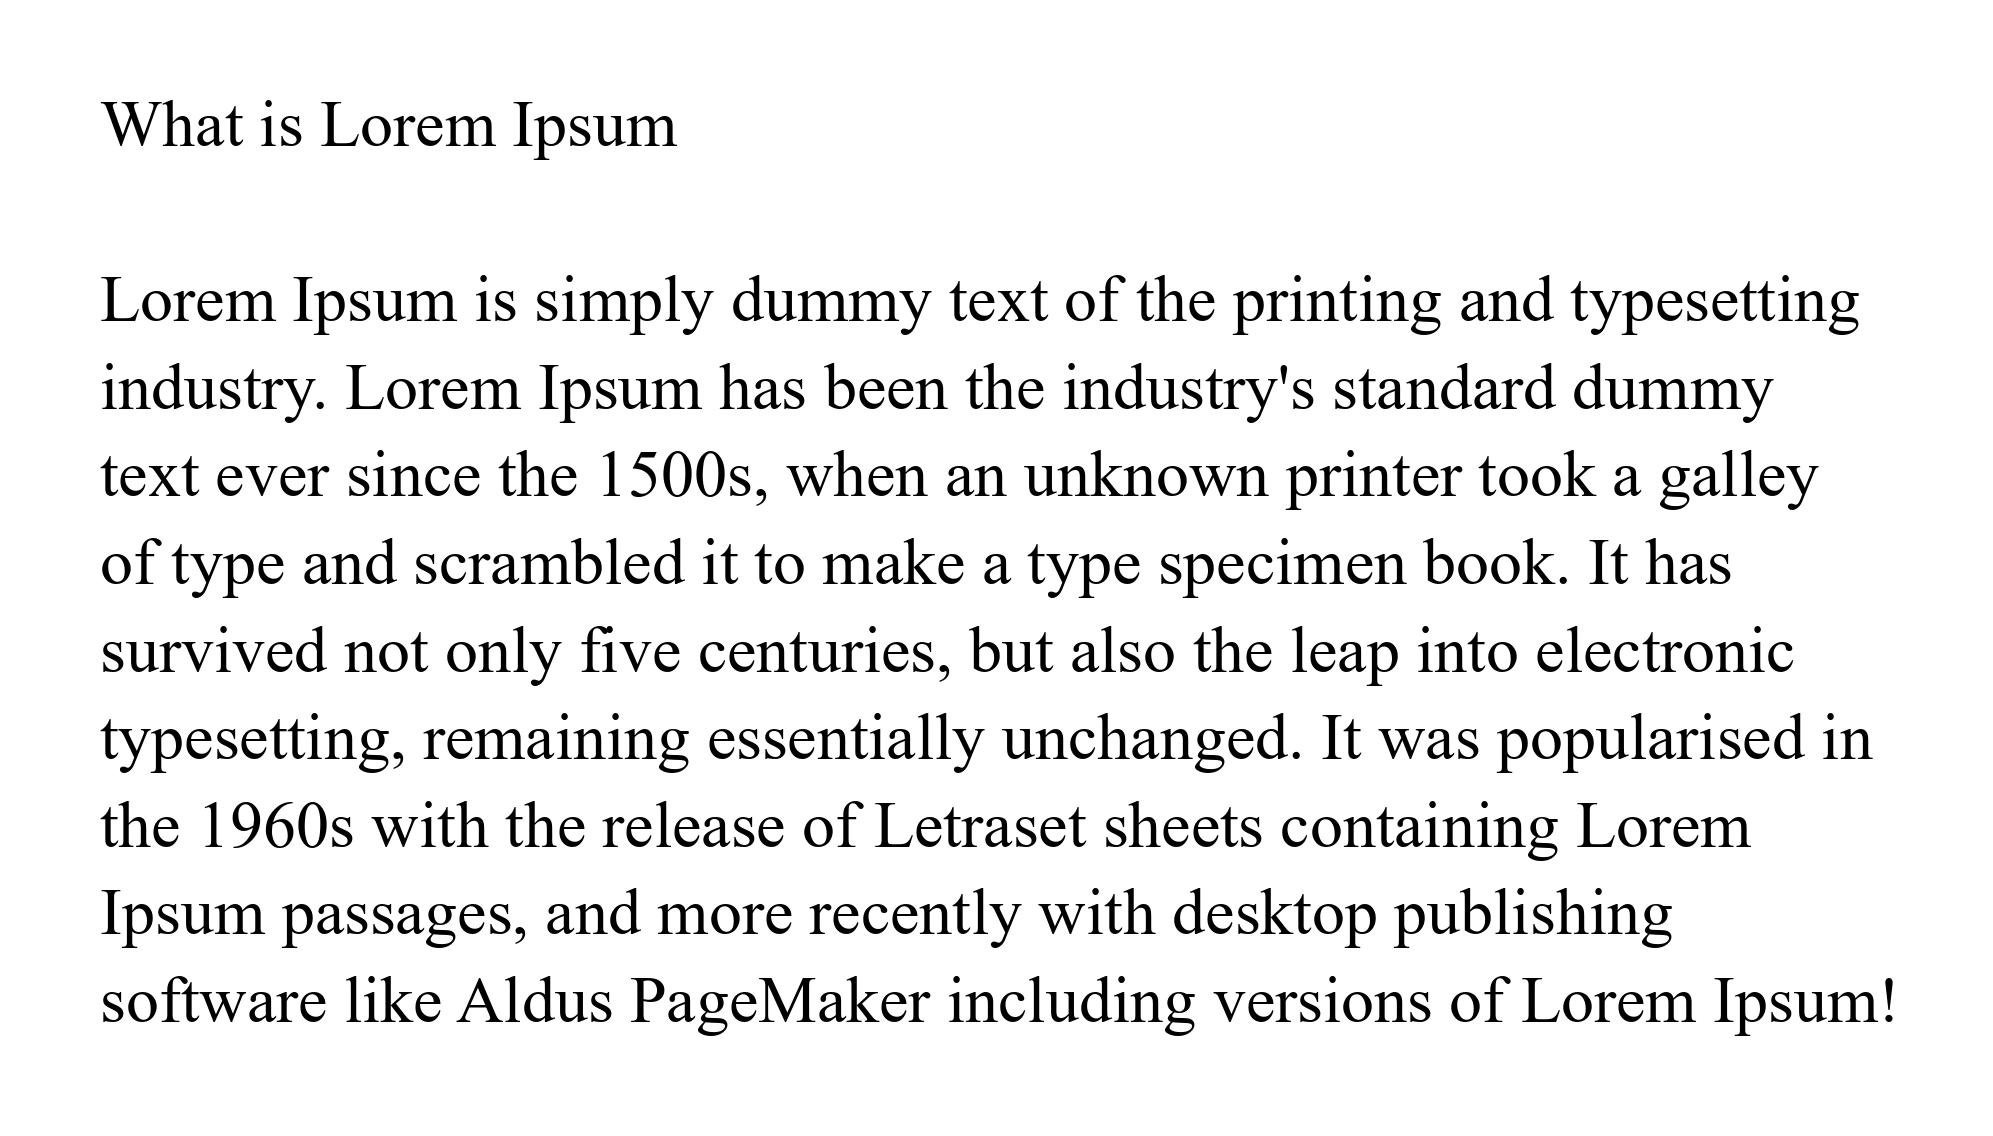 What is Lorem Ipsum
Lorem Ipsum is simply dummy text of the printing and typesetting
industry. Lorem Ipsum has been the industry's standard dummy
text ever since the 1500s, when an unknown printer took a galley
of type and scrambled it to make a type specimen book. It has
survived not only five centuries, but also the leap into electronic
typesetting, remaining essentially unchanged. It was popularised in
the 1960s with the release of Letraset sheets containing Lorem
Ipsum passages, and more recently with desktop publishing
software like Aldus PageMaker including versions of Lorem Ipsum!